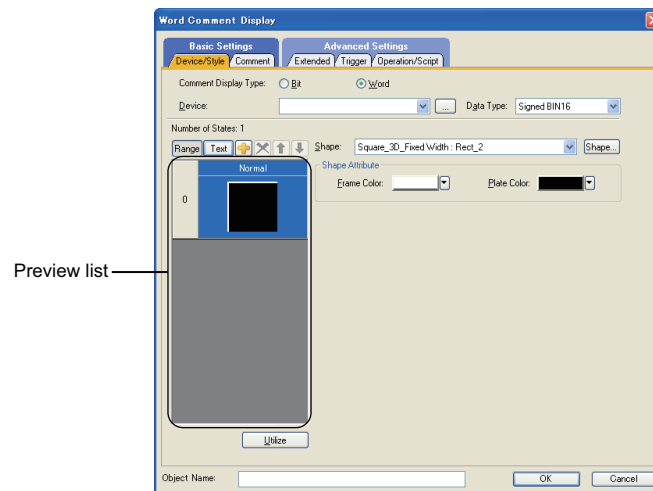 Word Comment Display
Basic Settings
Advanced Settings
Device/Style Comment Extended Trigger Operation/Script
Comment Display Type: Bit Word
Device: ... Data Type: Signed BIN16
Number of States: 1
Range Text Shape: Square_3D_Fixed Width : Rect_2 Shape...
Normal
Shape Attribute
Frame Color: Plate Color:
0
Preview list
Utilize
Object Name: OK Cancel